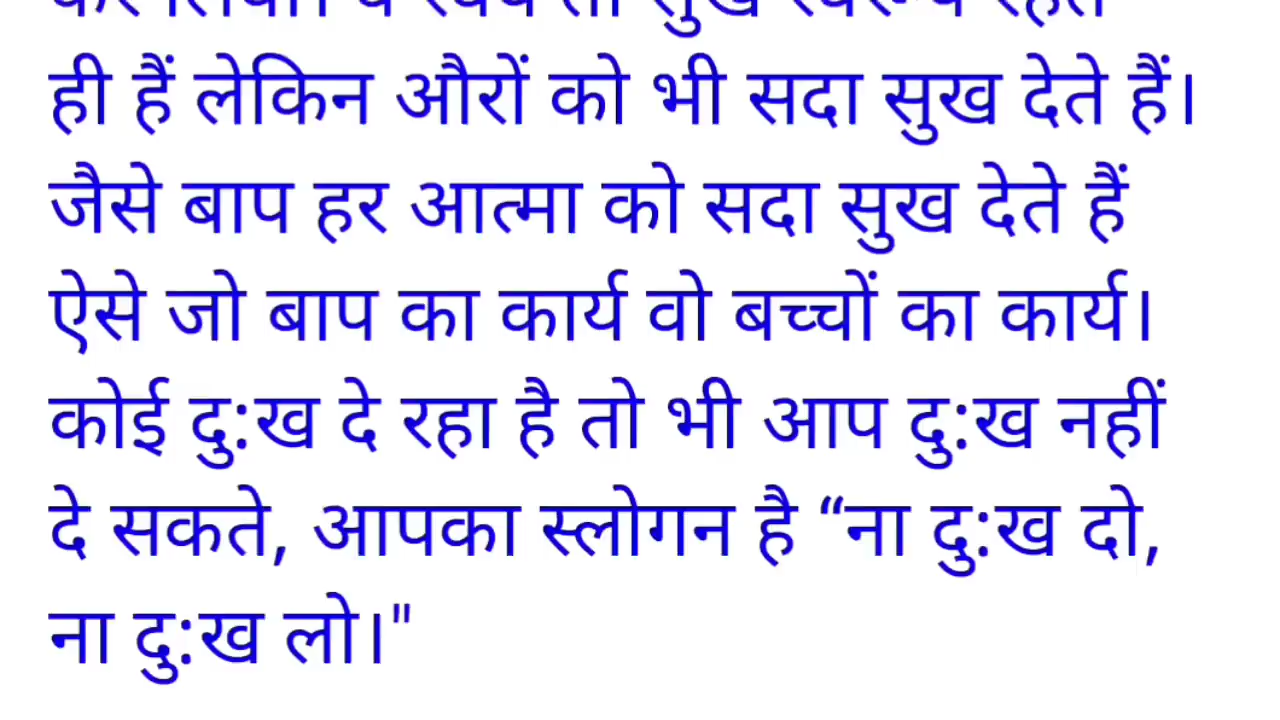 ही हैं लेकिन औरों को भी सदा सुख देते हैं।
जैसे बाप हर आत्मा को सदा सुख देते हैं
ऐसे जो बाप का कार्य वो बच्चों का कार्य।
कोई दु:ख दे रहा है तो भी आप दु:ख नहीं
दे सकते, आपका स्लोगन है “ना दु:ख दो,
ना दु:ख लो।"